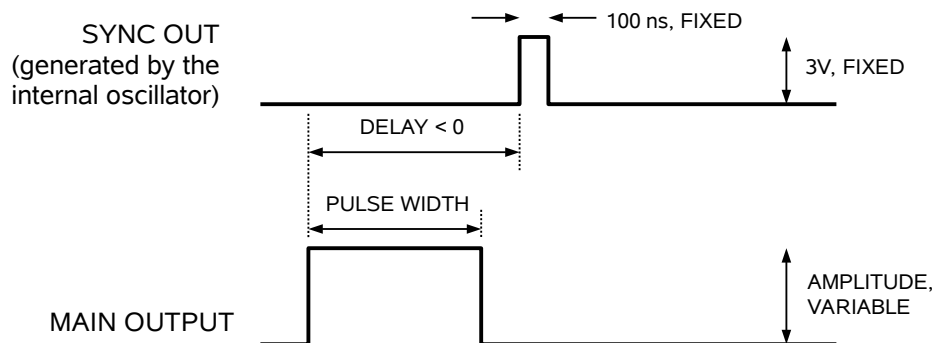 100 ns, FIXED
SYNC OUT
(generated by the
internal oscillator)
3V, FIXED
DELAY < 0
PULSE WIDTH
AMPLITUDE,
VARIABLE
MAIN OUTPUT